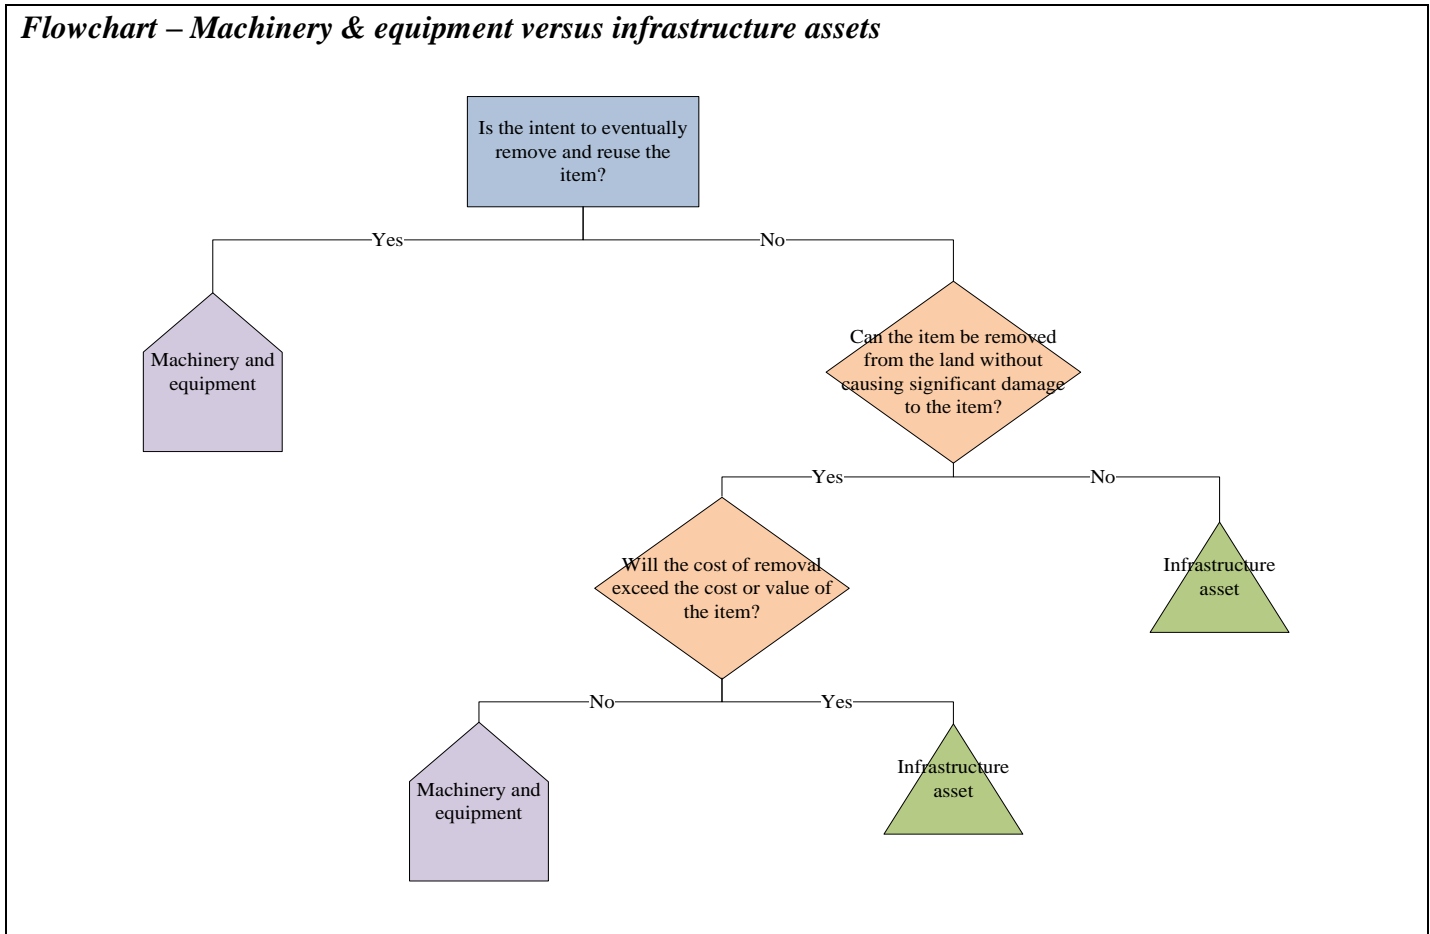 Flowchart – Machinery & equipment versus infrastructure assets
Is the intent to eventually
remove and reuse the
item?
Yes
No
Machinery and
equipment
Can the item be removed
from the land without
causing significant damage
to the item?
Yes
No
Will the cost of removal
exceed the cost or value of
the item?
Infrastructure
asset
No
Yes
Machinery and
equipment
Infrastructure
asset